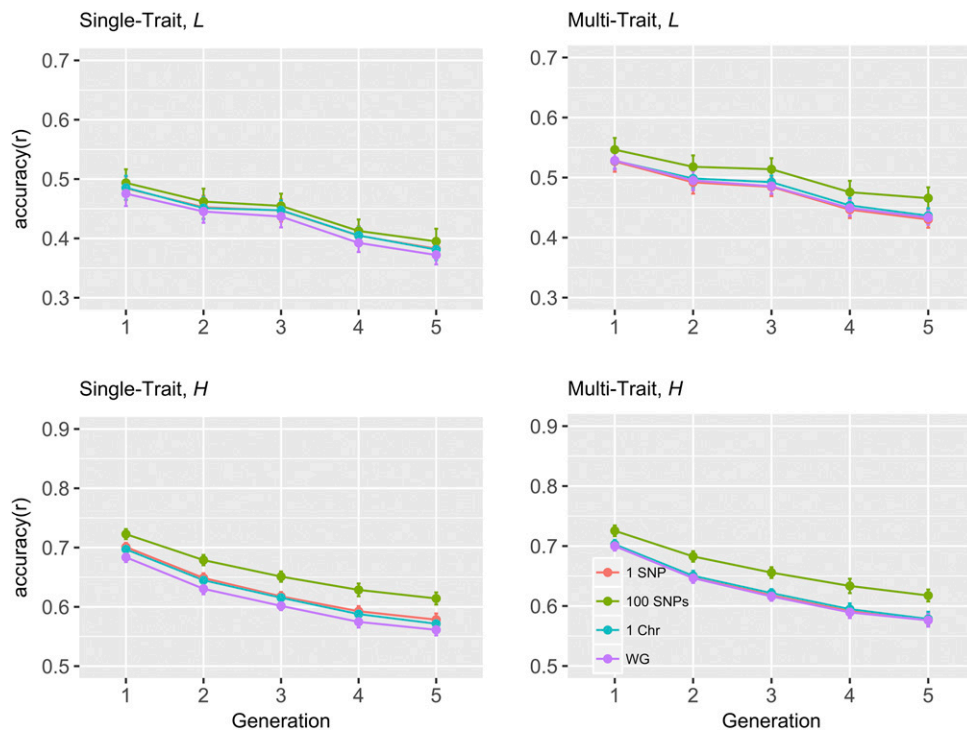 Single-Trait, L
Multi-Trait, L
0.7
0.6
0.5
0.4
0.3
accuracy(r)
1 2 3 4 5
0.7
0.6
0.5
0.4
0.3
1 2 3 4 5
Single-Trait, H
Multi-Trait, H
0.9
0.8
0.7
0.6
0.5
accuracy(r)
1 2 3 4 5
Generation
0.9
0.8
0.7
0.6
0.5
1 SNP
100 SNPs
1 Chr
WG
1 2 3 4 5
Generation